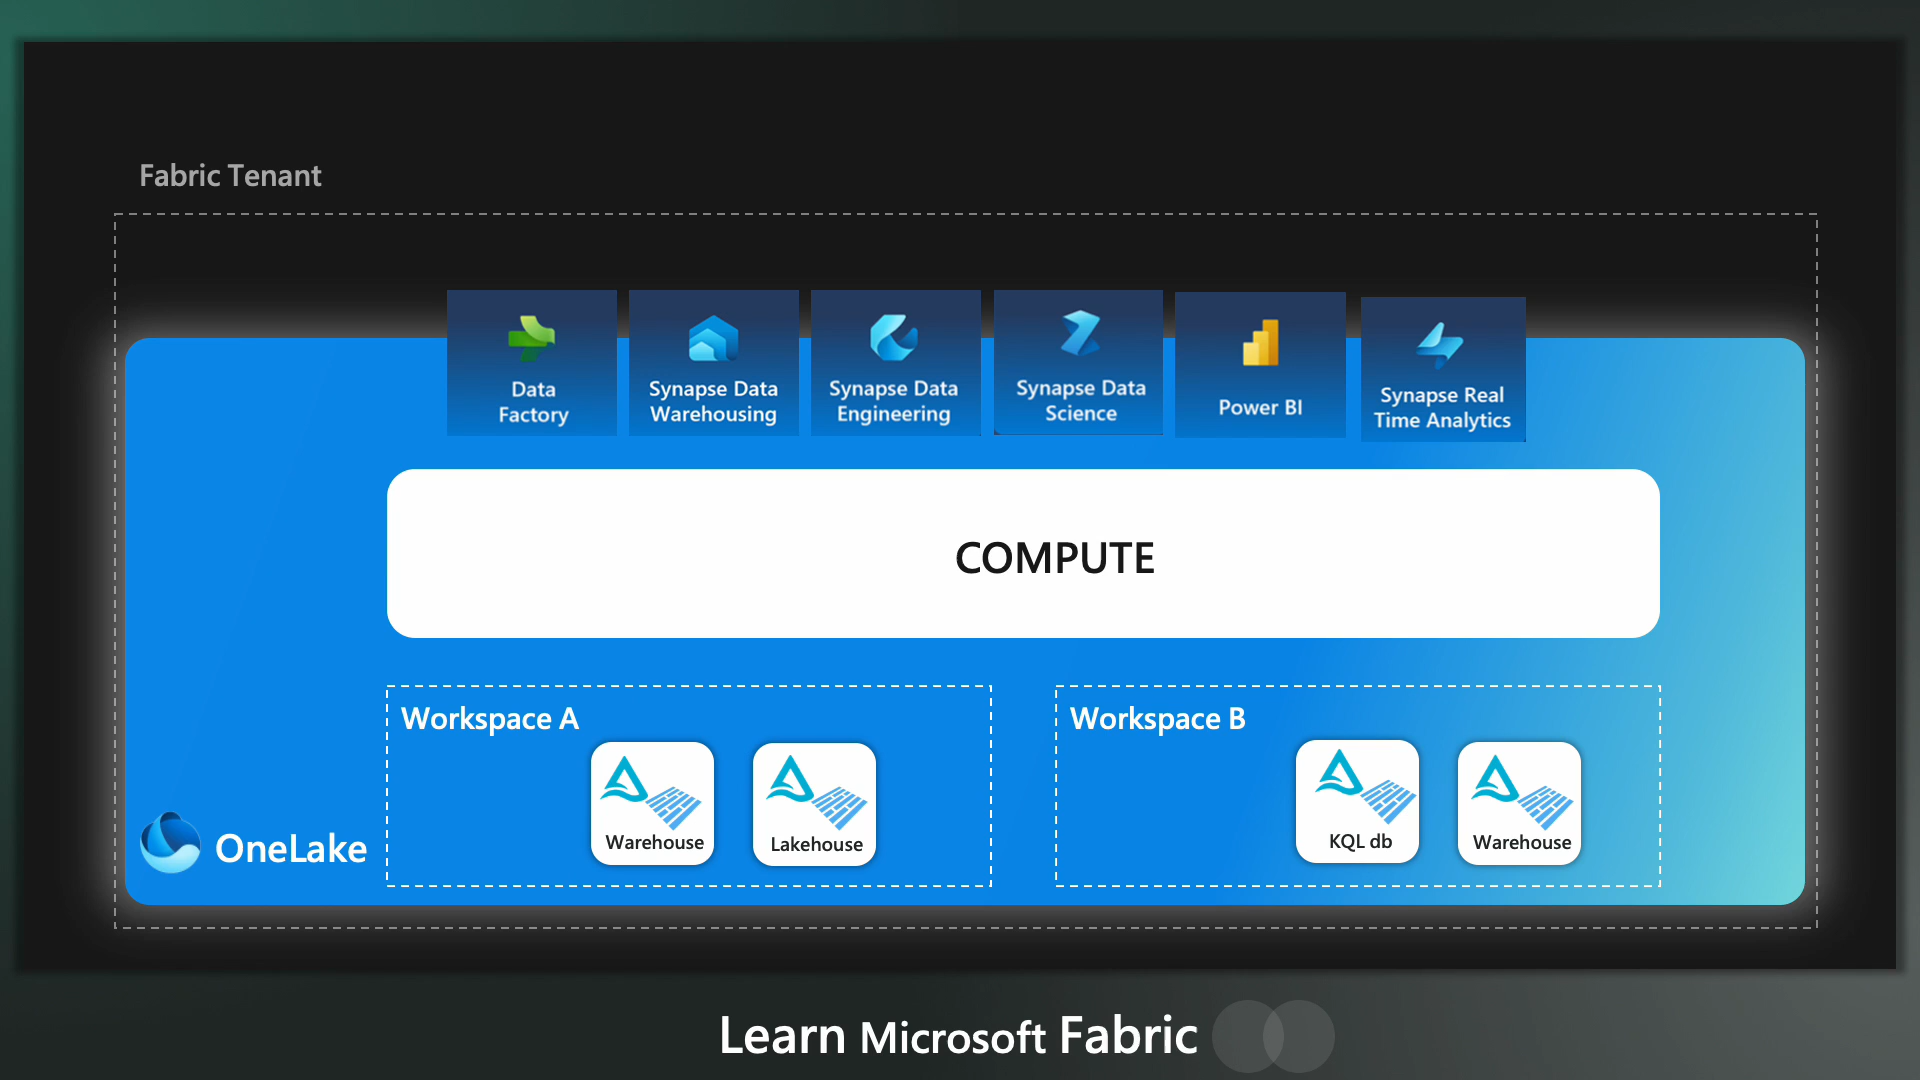 Fabric Tenant
Data
Factory
Synapse Data
Warehousing
Synapse Data
Engineering
Synapse Data
Science
Power BI
Synapse Real
Time Analytics
COMPUTE
Workspace A
Warehouse
Lakehouse
Workspace B
KQL db
Warehouse
OneLake
Learn Microsoft Fabric